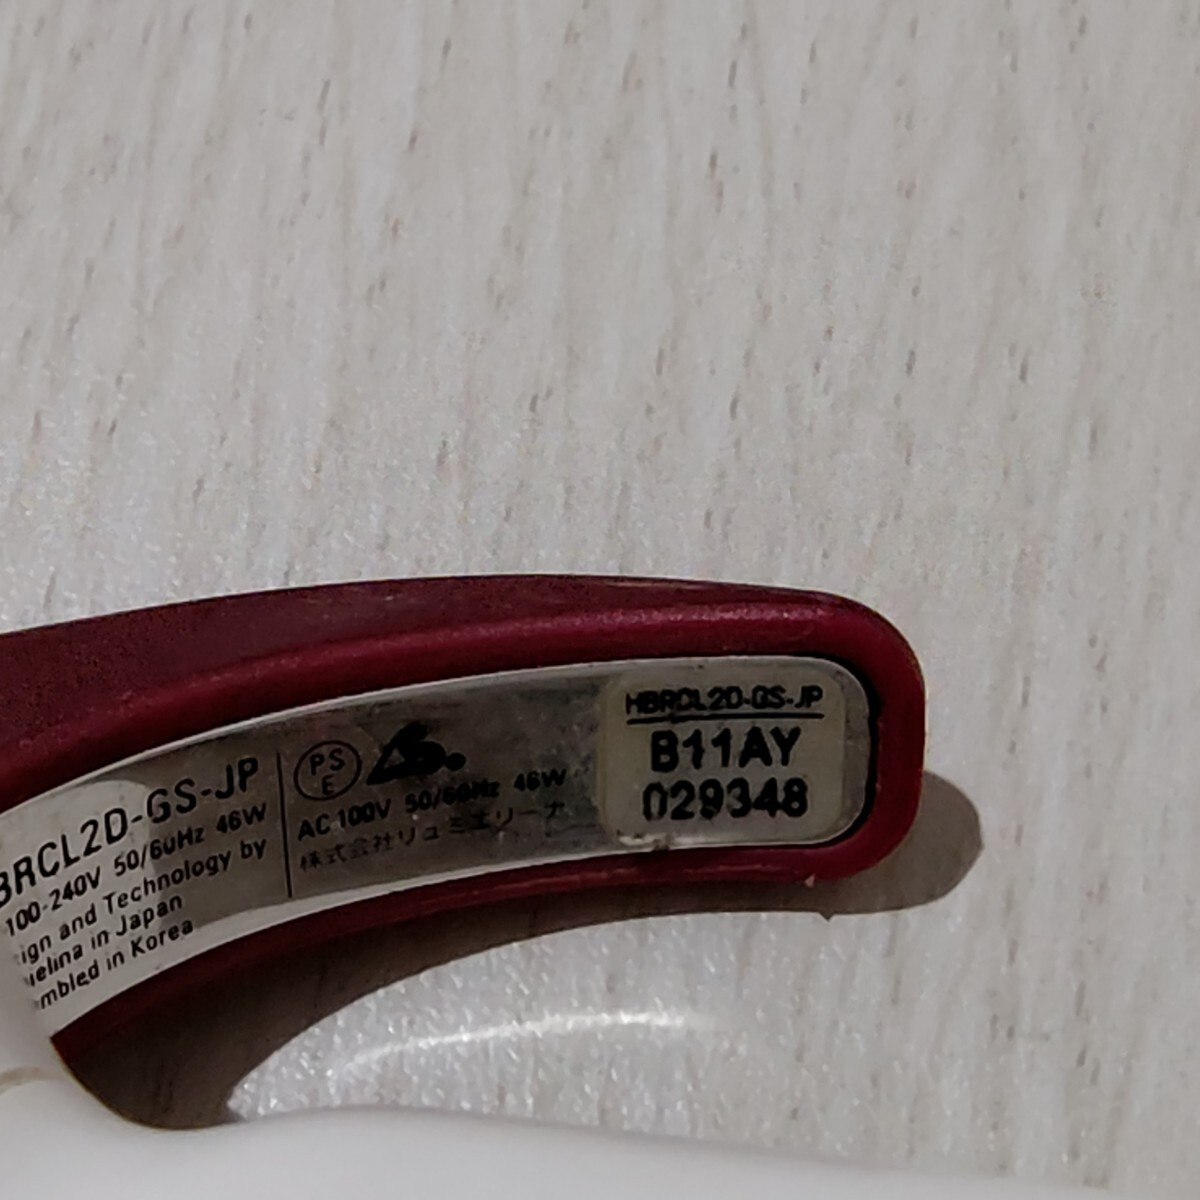 BRCL2D-GS-JP
100-240V 50/60Hz 46W
ign and Technology by
uelina in Japan
mbled in Korea
PS
E
AC 100V 50/60Hz 46W
株式会社リュミエリーナ
HBRCL2D-GS-JP
B11AY
029348